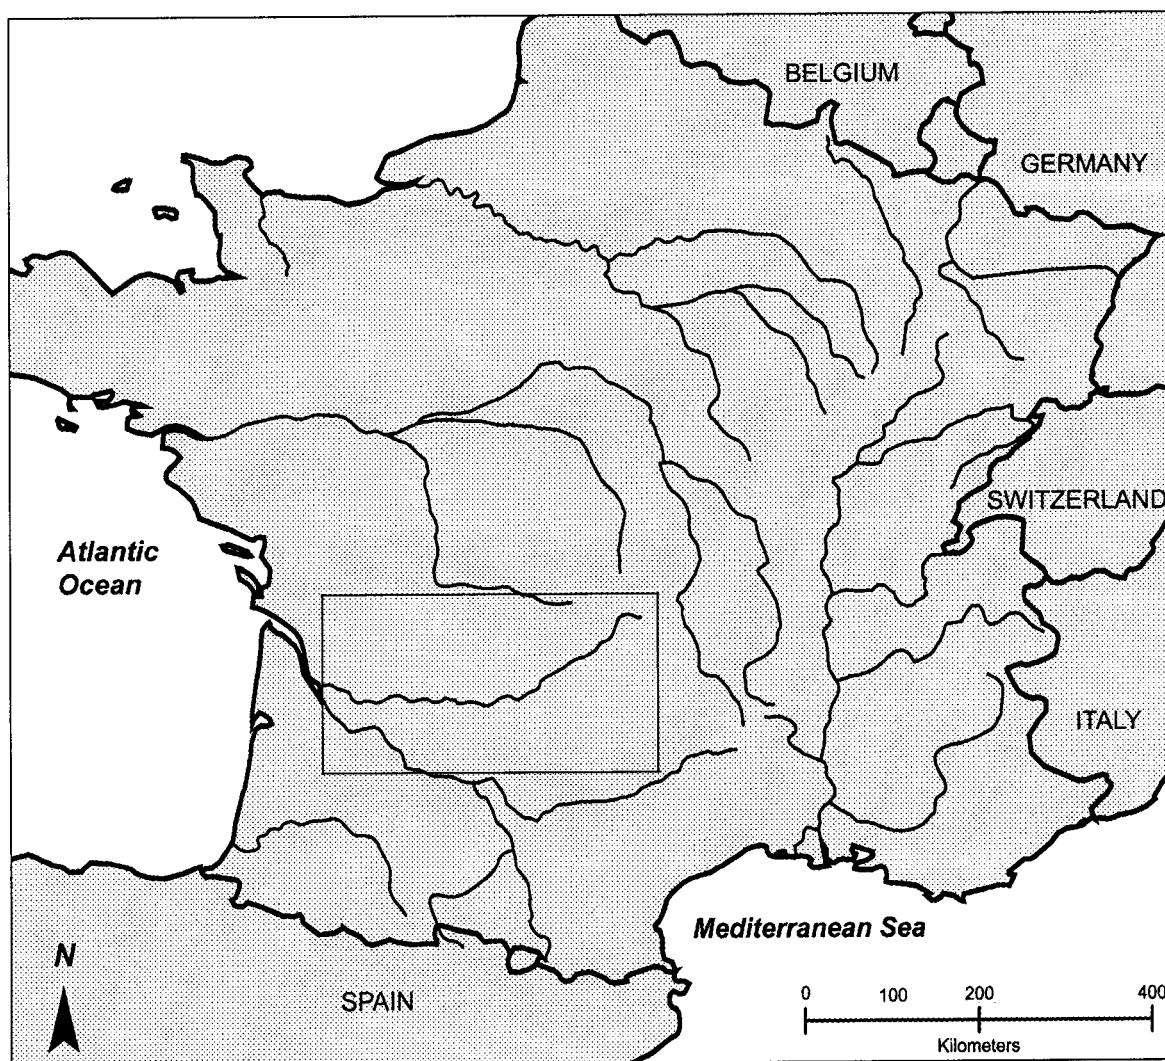 BELGIUM
GERMANY
SWITZERLAND
Atlantic
Ocean
ITALY
Mediterranean Sea
N
SPAIN
0 100 200 400
Kilometers